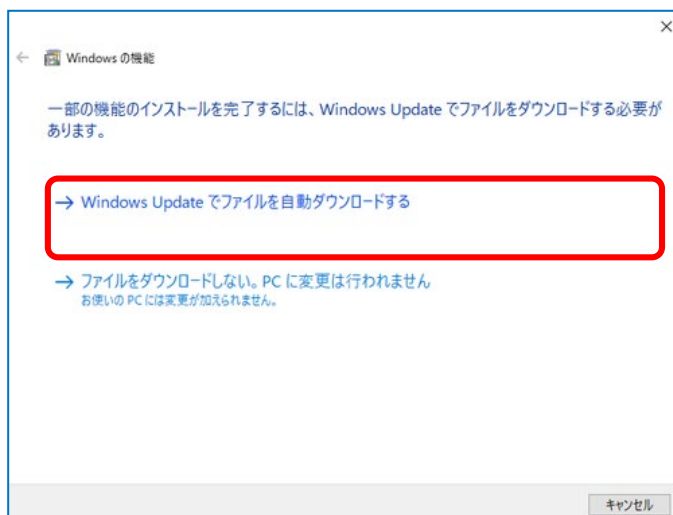 Windows の機能
一部の機能のインストールを完了するには、Windows Update でファイルをダウンロードする必要が
あります。
Windows Update でファイルを自動ダウンロードする
ファイルをダウンロードしない。PC に変更は行われません
お使いの PC には変更が加えられません。
キャンセル